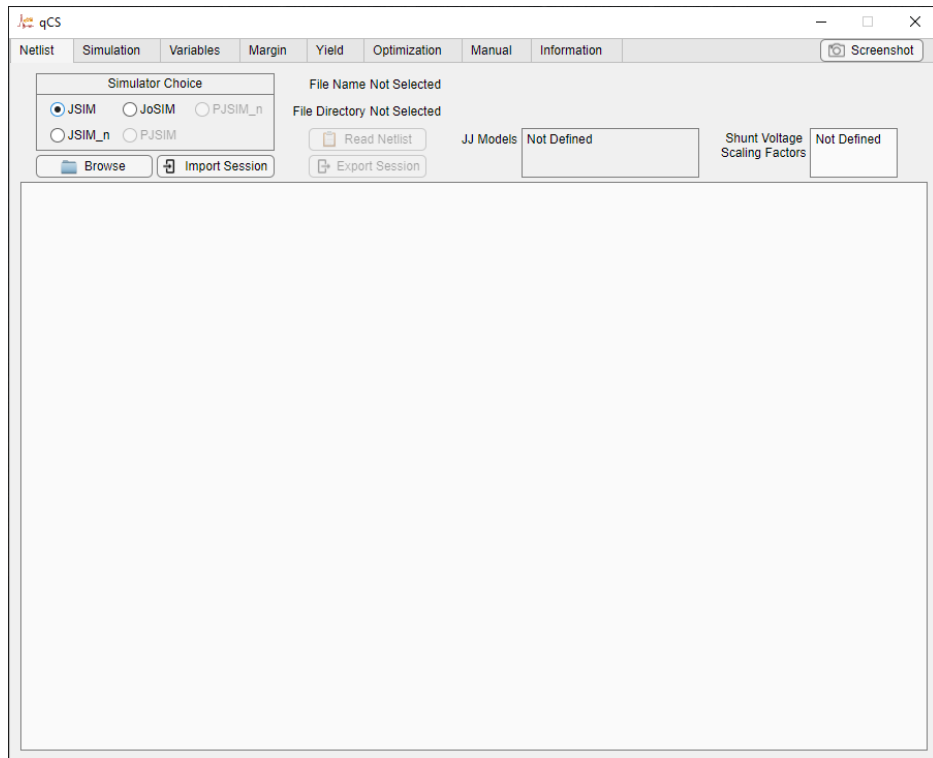 qCS
Netlist Simulation Variables Margin Yield Optimization Manual Information Screenshot
Simulator Choice
JSIM JoSIM PJSIM_n
JSIM_n PJSIM
Browse Import Session
File Name Not Selected
File Directory Not Selected
Read Netlist
Export Session
JJ Models Not Defined
Shunt Voltage
Scaling Factors
Not Defined